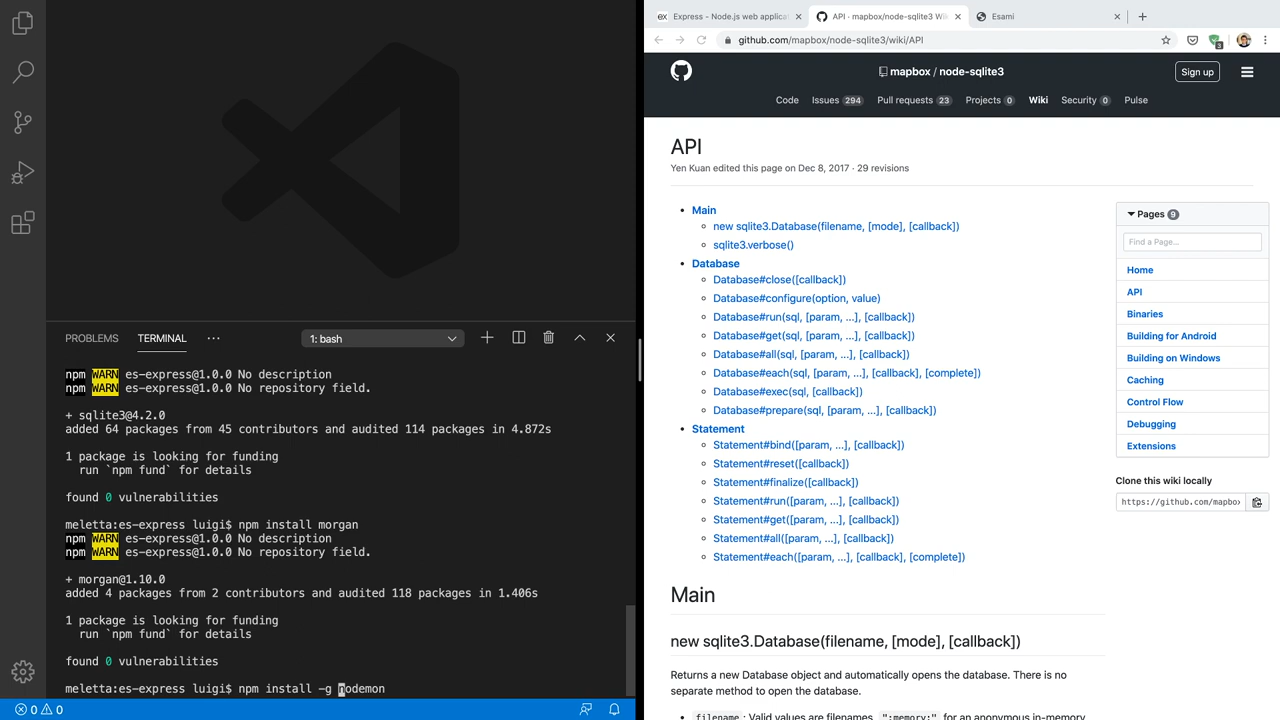 PROBLEMS TERMINAL ··· 1: bash
npm WARN es-express@1.0.0 No description
npm WARN es-express@1.0.0 No repository field.
+ sqlite3@4.2.0
added 64 packages from 45 contributors and audited 114 packages in 4.872s
1 package is looking for funding
run `npm fund` for details
found 0 vulnerabilities
meletta:es-express luigi$ npm install morgan
npm WARN es-express@1.0.0 No description
npm WARN es-express@1.0.0 No repository field.
+ morgan@1.10.0
added 4 packages from 2 contributors and audited 118 packages in 1.406s
1 package is looking for funding
run `npm fund` for details
found 0 vulnerabilities
meletta:es-express luigi$ npm install -g nodemon
0 0
ex Express - Node.js web applicat API · mapbox/node-sqlite3 Wi Esami
github.com/mapbox/node-sqlite3/wiki/API
3
mapbox / node-sqlite3
Sign up
Code Issues 294 Pull requests 23 Projects 0 Wiki Security 0 Pulse
API
Yen Kuan edited this page on Dec 8, 2017 · 29 revisions
Main
new sqlite3.Database(filename, [mode], [callback])
sqlite3.verbose()
Database
Database#close([callback])
Database#configure(option, value)
Database#run(sql, [param, ...], [callback])
Database#get(sql, [param, ...], [callback])
Database#all(sql, [param, ...], [callback])
Database#each(sql, [param, ...], [callback], [complete])
Database#exec(sql, [callback])
Database#prepare(sql, [param, ...], [callback])
Statement
Statement#bind([param, ...], [callback])
Statement#reset([callback])
Statement#finalize([callback])
Statement#run([param, ...], [callback])
Statement#get([param, ...], [callback])
Statement#all([param, ...], [callback])
Statement#each([param, ...], [callback], [complete])
Main
new sqlite3.Database(filename, [mode], [callback])
Returns a new Database object and automatically opens the database. There is no
separate method to open the database.
filename : Valid values are filenames, ":memory:" for an anonymous in-memory
Pages 9
Find a Page...
Home
API
Binaries
Building for Android
Building on Windows
Caching
Control Flow
Debugging
Extensions
Clone this wiki locally
https://github.com/mapbo